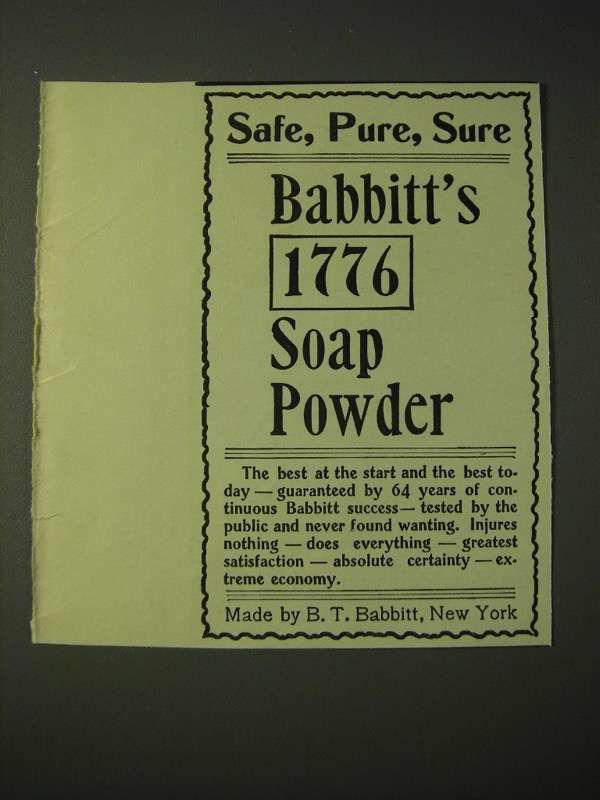 Safe, Pure, Sure
Babbitt's
1776
Soap
Powder
The best at the start and the best to-
day — guaranteed by 64 years of con-
tinuous Babbitt success — tested by the
public and never found wanting. Injures
nothing — does everything — greatest
satisfaction — absolute certainty — ex-
treme economy.
Made by B. T. Babbitt, New York